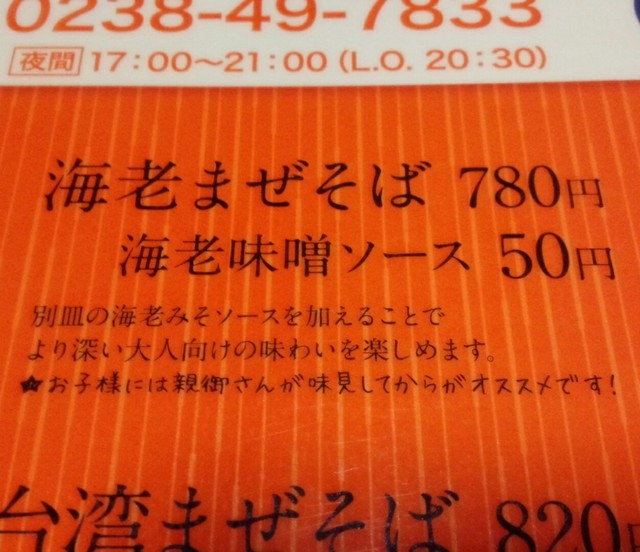 0238-49-7833
夜間 17:00〜21:00 (L.O. 20:30)
海老まぜそば 780円
海老味噌ソース 50円
別皿の海老みそソースを加えることで
より深い大人向けの味わいを楽しめます。
★お子様には親御さんが味見してからがオススメです!
台湾まぜそば 820円